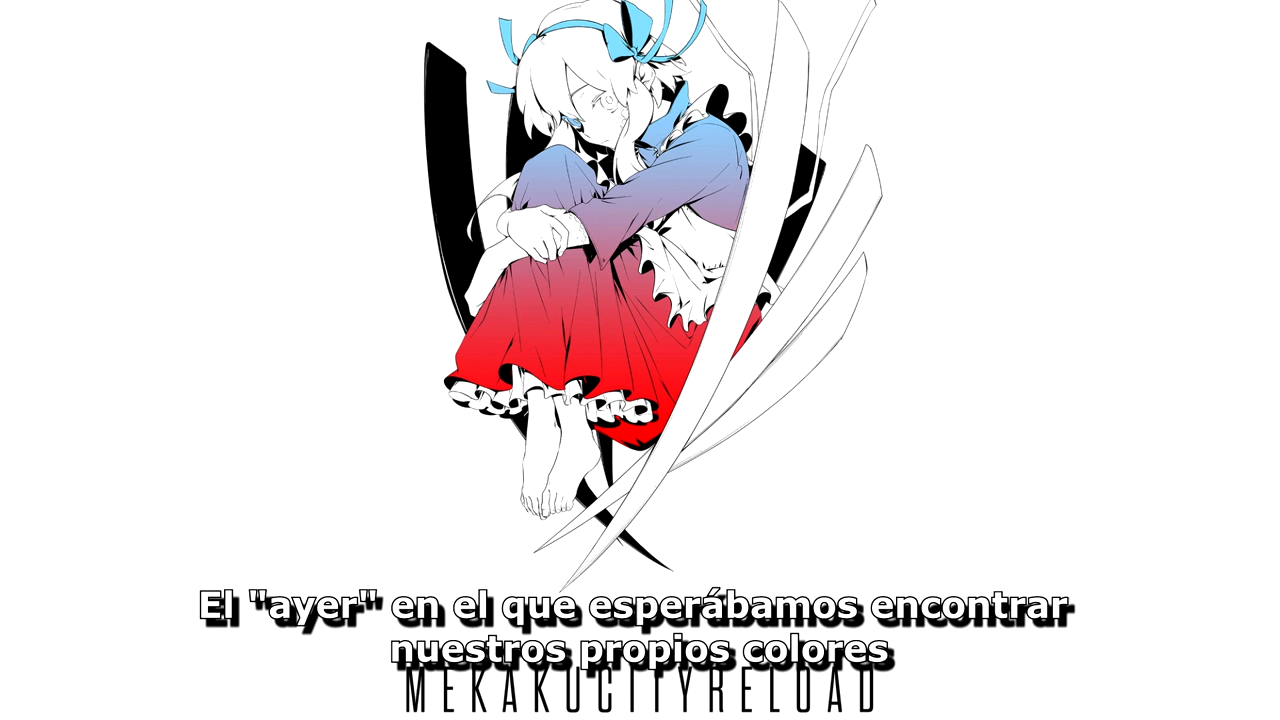 El "ayer" en el que esperábamos encontrar
nuestros propios colores
MEKAKUCITYRELOAD